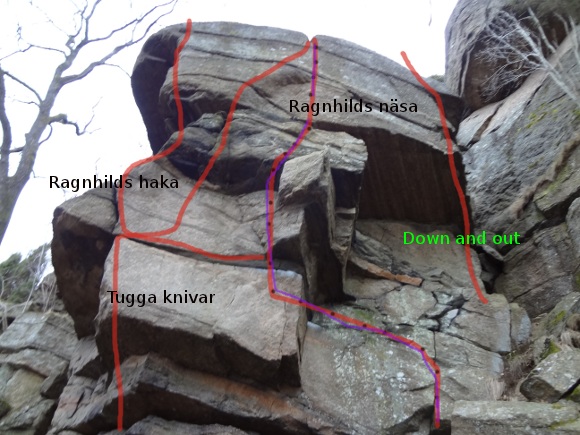 Ragnhilds näsa
Ragnhilds haka
Down and out
Tugga knivar